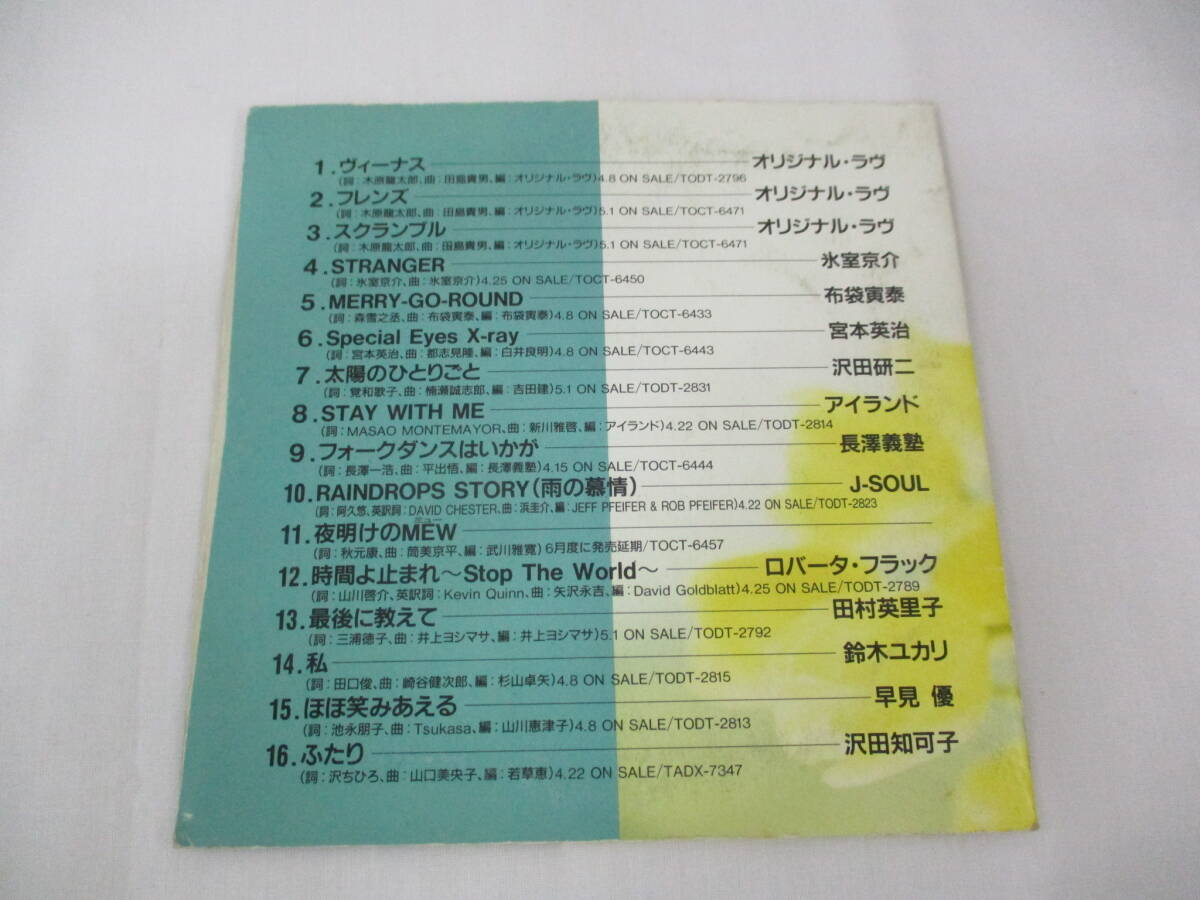 1.ヴィーナス オリジナル・ラヴ
(詞:木原龍太郎、曲:田島貴男、編:オリジナル・ラヴ)4.8 ON SALE/TODT-2796
2.フレンズ オリジナル・ラヴ
(詞:木原龍太郎、曲:田島貴男、編:オリジナル・ラヴ)5.1 ON SALE/TOCT-6471
3.スクランブル オリジナル・ラヴ
(詞:木原龍太郎、曲:田島貴男、編:オリジナル・ラヴ)5.1 ON SALE/TOCT-6471
4.STRANGER 氷室京介
(詞:氷室京介、曲:氷室京介)4.25 ON SALE/TOCT-6450
5.MERRY-GO-ROUND 布袋寅泰
(詞:森雪之丞、曲:布袋寅泰、編:布袋寅泰)4.8 ON SALE/TOCT-6433
6.Special Eyes X-ray 宮本英治
(詞:宮本英治、曲:都志見隆、編:白井良明)4.8 ON SALE/TOCT-6443
7.太陽のひとりごと 沢田研二
(詞:覚和歌子、曲:楠瀬誠志郎、編:吉田建)5.1 ON SALE/TODT-2831
8.STAY WITH ME アイランド
(詞:MASAO MONTEMAYOR、曲:新川雅啓、編:アイランド)4.22 ON SALE/TODT-2814
9.フォークダンスはいかが 長澤義塾
(詞:長澤一浩、曲:平出悟、編:長澤義塾)4.15 ON SALE/TOCT-6444
10.RAINDROPS STORY(雨の慕情) J-SOUL
(詞:阿久悠、英訳詞:DAVID CHESTER、曲:浜圭介、編:JEFF PFEIFER & ROB PFEIFER)4.22 ON SALE/TODT-2823
11.夜明けのMEW
ミュー
(詞:秋元康、曲:筒美京平、編:武川雅寛)6月度に発売延期/TOCT-6457
12.時間よ止まれ〜Stop The World〜 ロバータ・フラック
(詞:山川啓介、英訳詞:Kevin Quinn、曲:矢沢永吉、編:David Goldblatt)4.25 ON SALE/TODT-2789
13.最後に教えて 田村英里子
(詞:三浦徳子、曲:井上ヨシマサ、編:井上ヨシマサ)5.1 ON SALE/TODT-2792
14.私 鈴木ユカリ
(詞:田口俊、曲:崎谷健次郎、編:杉山卓矢)4.8 ON SALE/TODT-2815
15.ほほ笑みあえる 早見 優
(詞:池永朋子、曲:Tsukasa、編:山川恵津子)4.8 ON SALE/TODT-2813
16.ふたり 沢田知可子
(詞:沢ちひろ、曲:山口美央子、編:若草恵)4.22 ON SALE/TADX-7347